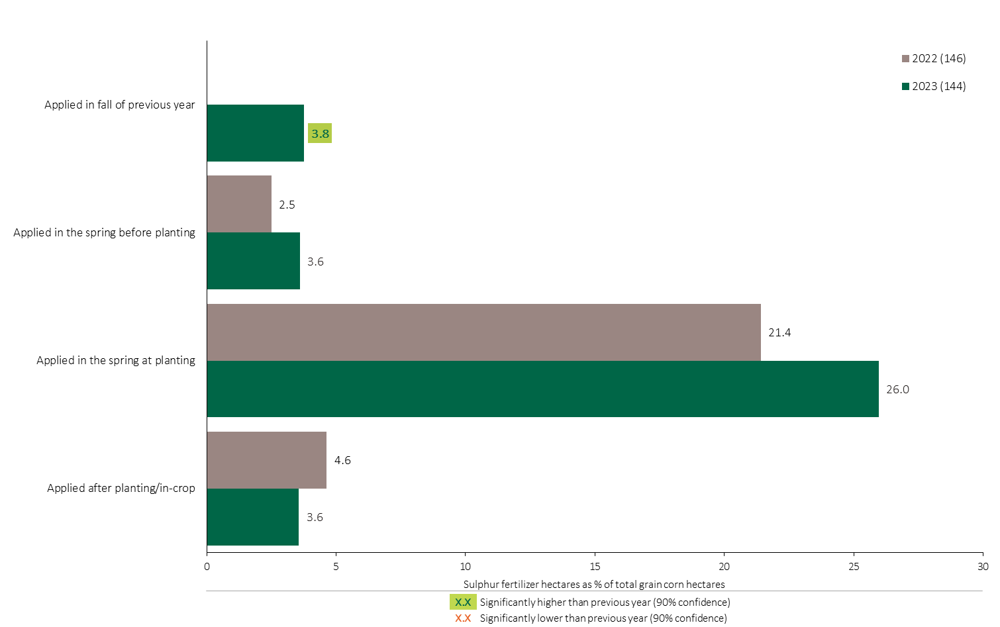 2022 (146)
2023 (144)
Applied in fall of previous year
3.8
2.5
Applied in the spring before planting
3.6
21.4
Applied in the spring at planting
26.0
4.6
Applied after planting/in-crop
3.6
0 5 10 15 20 25 30
Sulphur fertilizer hectares as % of total grain corn hectares
X.X Significantly higher than previous year (90% confidence)
X.X Significantly lower than previous year (90% confidence)